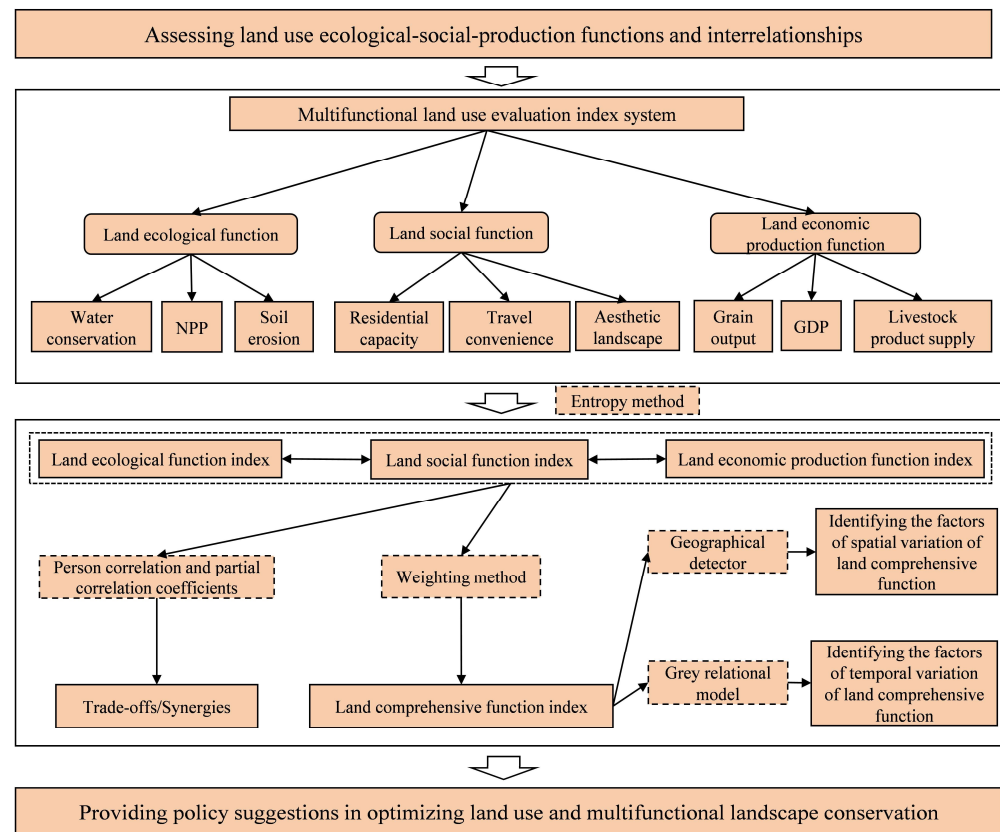 Assessing land use ecological-social-production functions and interrelationships
Multifunctional land use evaluation index system
Land ecological function
Land social function
Land economic
production function
Water
conservation
NPP
Soil
erosion
Residential
capacity
Travel
convenience
Aesthetic
landscape
Grain
output
GDP
Livestock
product supply
Entropy method
Land ecological function index
Land social function index
Land economic production function index
Person correlation and partial
correlation coefficients
Weighting method
Geographical
detector
Identifying the factors
of spatial variation of
land comprehensive
function
Trade-offs/Synergies
Land comprehensive function index
Grey relational
model
Identifying the factors
of temporal variation
of land comprehensive
function
Providing policy suggestions in optimizing land use and multifunctional landscape conservation